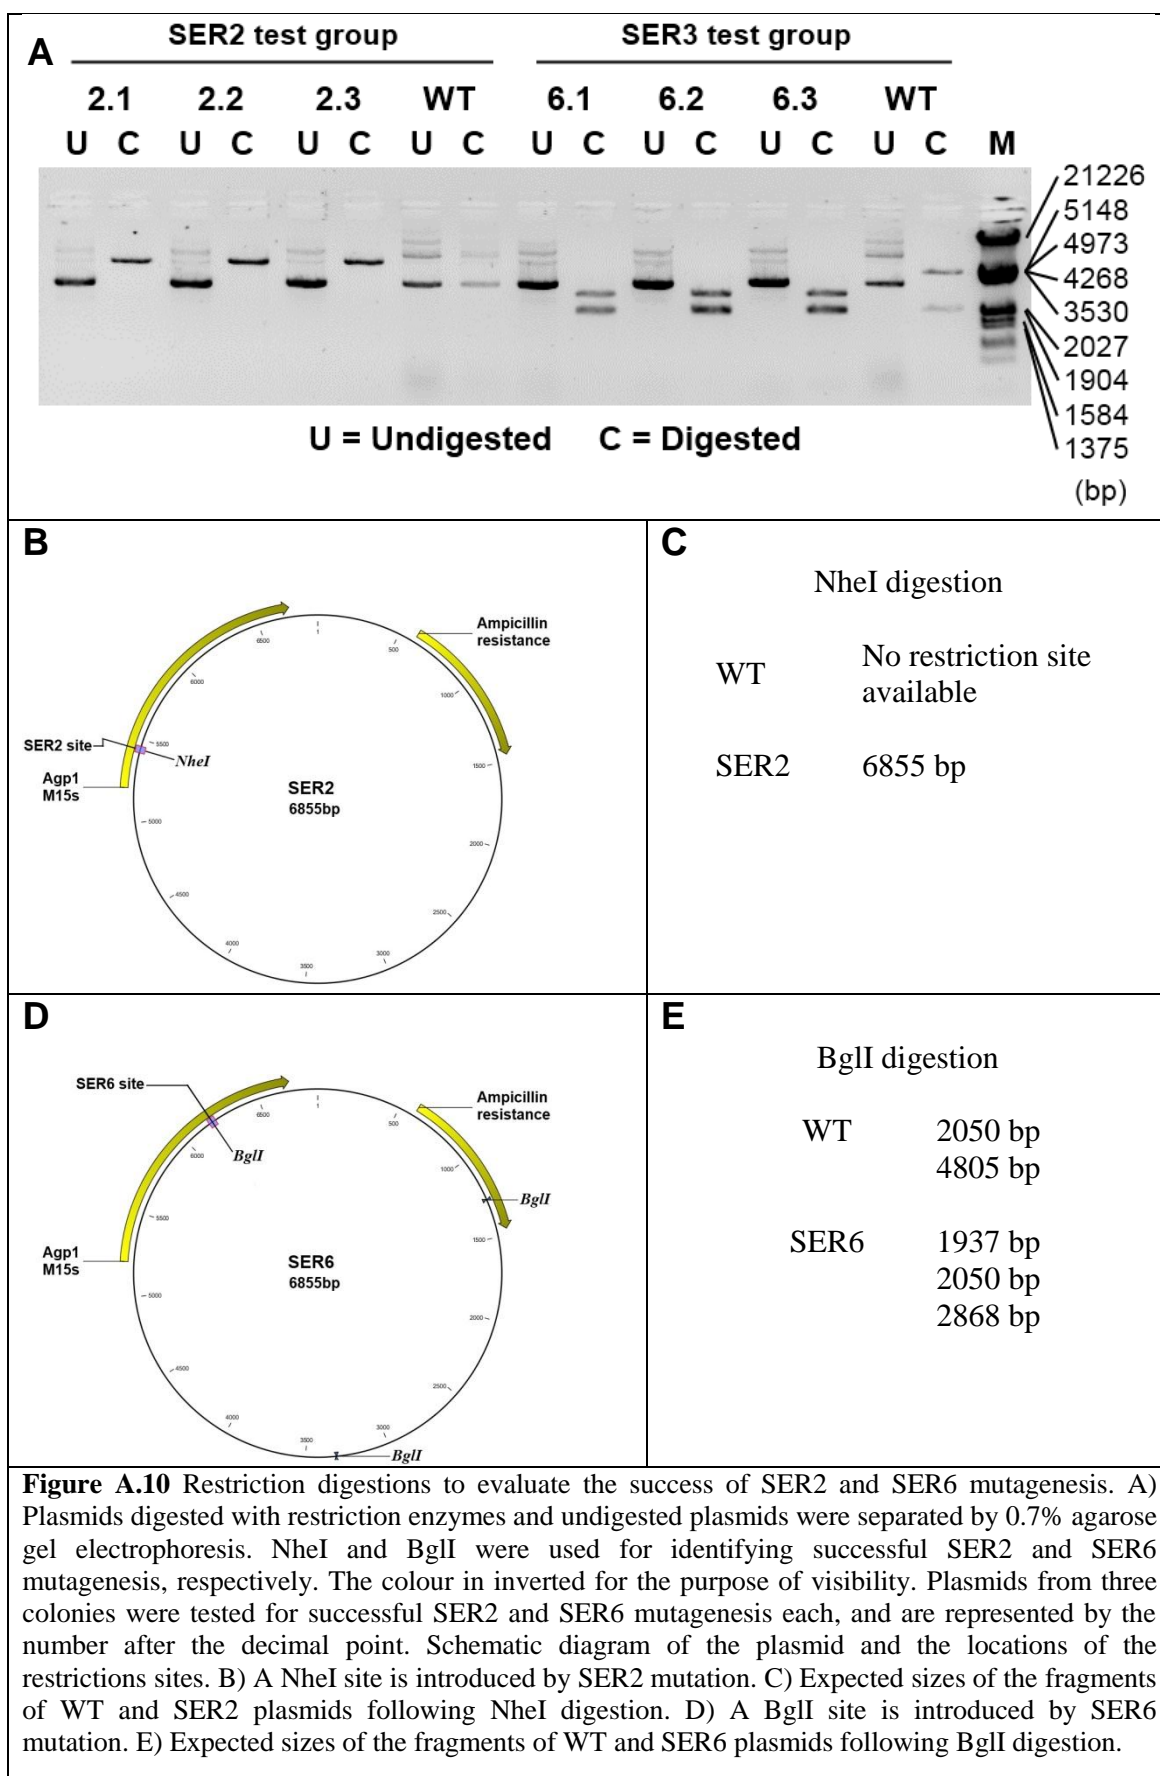 A
SER2 test group
SER3 test group
2.1 2.2 2.3 WT 6.1 6.2 6.3 WT
U C U C U C U C U C U C U C U C M
21226
5148
4973
4268
3530
2027
1904
1584
1375
(bp)
U = Undigested C = Digested
B
Ampicillin
resistance
6500
500
6000
1000
SER2 site
5500
NheI
1500
Agp1
M15s
SER2
6855bp
5000
2000
4500
2500
4000
3000
3500
C
NheI digestion
WT No restriction site
available
SER2 6855 bp
D
SER6 site
Ampicillin
resistance
6500
500
6000
BglI
1000
BglI
5500
1500
Agp1
M15s
SER6
6855bp
5000
2000
4500
2500
4000
3000
3500
BglI
E
BglI digestion
WT 2050 bp
4805 bp
SER6 1937 bp
2050 bp
2868 bp
Figure A.10 Restriction digestions to evaluate the success of SER2 and SER6 mutagenesis. A)
Plasmids digested with restriction enzymes and undigested plasmids were separated by 0.7% agarose
gel electrophoresis. NheI and BglI were used for identifying successful SER2 and SER6
mutagenesis, respectively. The colour in inverted for the purpose of visibility. Plasmids from three
colonies were tested for successful SER2 and SER6 mutagenesis each, and are represented by the
number after the decimal point. Schematic diagram of the plasmid and the locations of the
restrictions sites. B) A NheI site is introduced by SER2 mutation. C) Expected sizes of the fragments
of WT and SER2 plasmids following NheI digestion. D) A BglI site is introduced by SER6
mutation. E) Expected sizes of the fragments of WT and SER6 plasmids following BglI digestion.